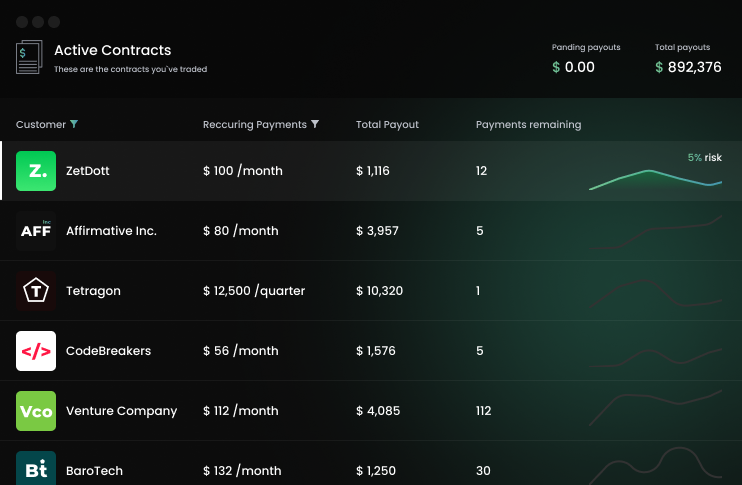 $
Active Contracts
These are the contracts you've traded
Panding payouts
Total payouts
$ 0.00
$ 892,376
Customer
Reccuring Payments
Total Payout
Payments remaining
Z.
ZetDott
$ 100 /month
$ 1,116
12
5% risk
Inc
AFF
Affirmative Inc.
$ 80 /month
$ 3,957
5
T
Tetragon
$ 12,500 /quarter
$ 10,320
1
</>
CodeBreakers
$ 56 /month
$ 1,576
5
Vco
Venture Company
$ 112 /month
$ 4,085
112
Bt
BaroTech
$ 132 /month
$ 1,250
30